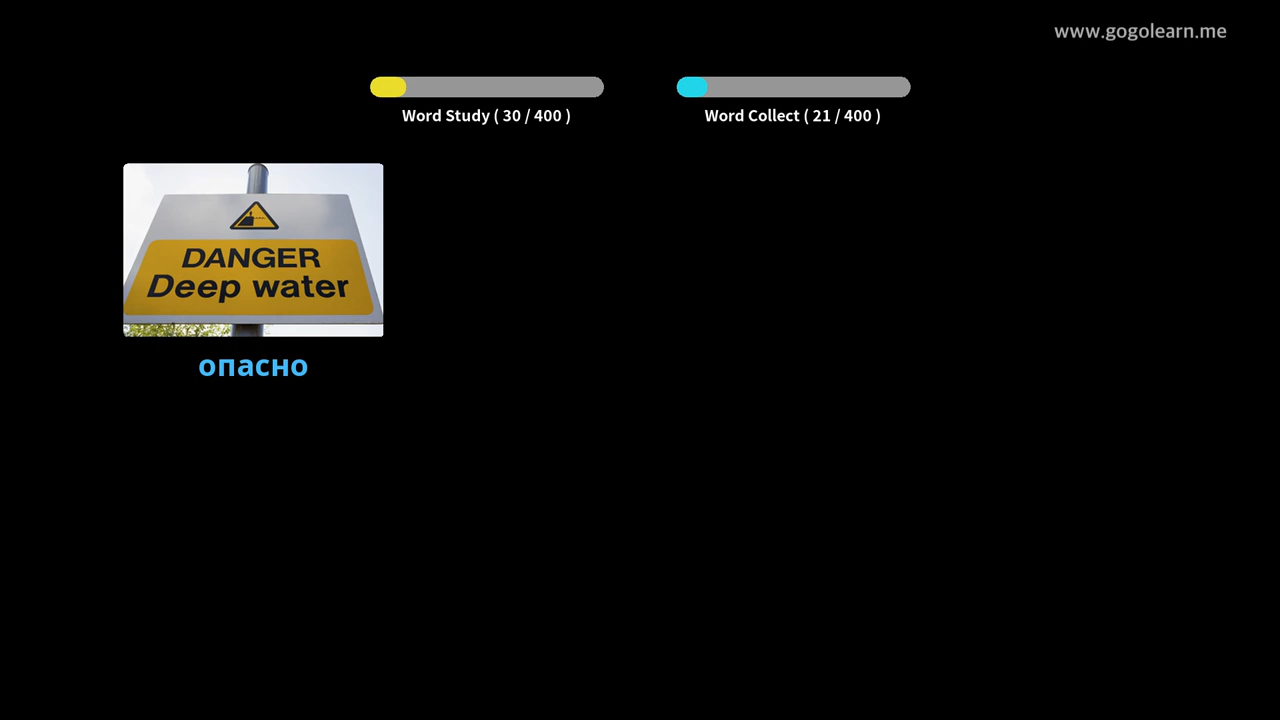 www.gogolearn.me
Word Study ( 30 / 400 )
Word Collect ( 21 / 400 )
DANGER
Deep water
опасно